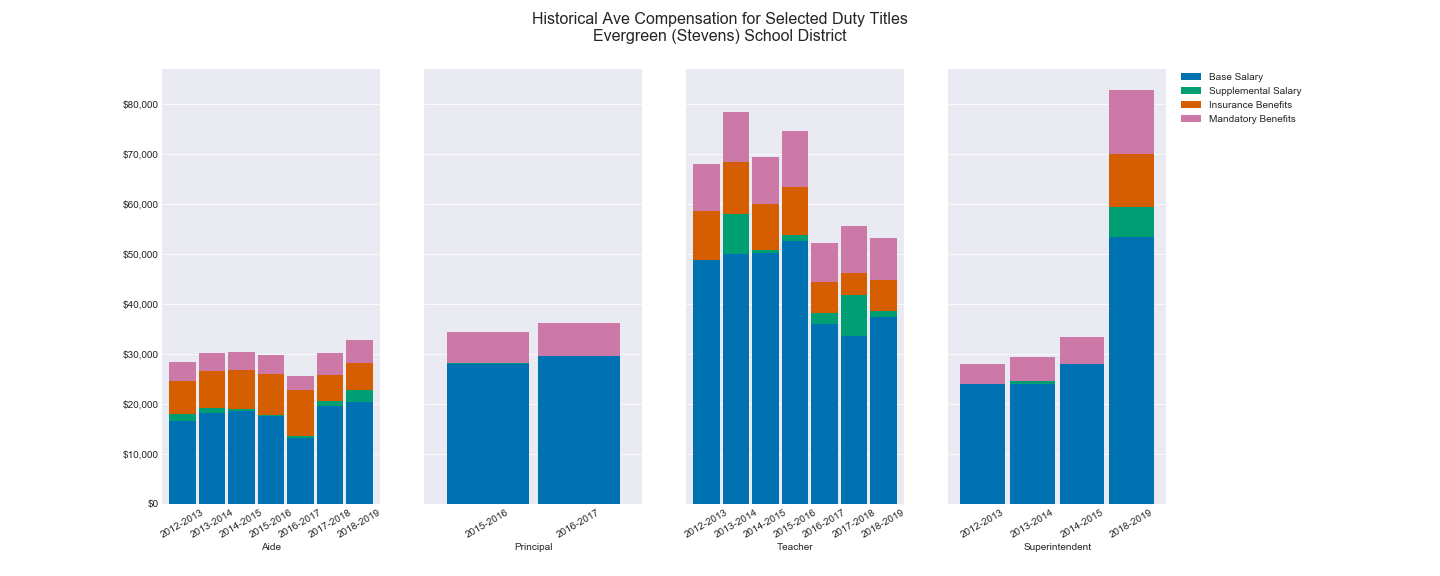 Historical Ave Compensation for Selected Duty Titles
Evergreen (Stevens) School District
Base Salary
Supplemental Salary
Insurance Benefits
Mandatory Benefits
$80,000
$70,000
$60,000
$50,000
$40,000
$30,000
$20,000
$10,000
$0
2012-2013 2013-2014 2014-2015 2015-2016 2016-2017 2017-2018 2018-2019
Aide
2015-2016 2016-2017
Principal
2012-2013 2013-2014 2014-2015 2015-2016 2016-2017 2017-2018 2018-2019
Teacher
2012-2013 2013-2014 2014-2015 2018-2019
Superintendent